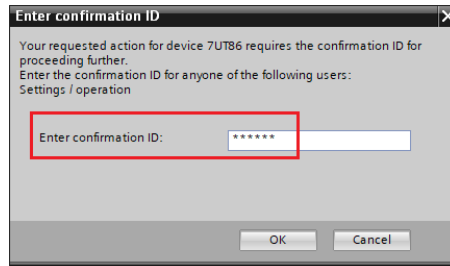 Enter confirmation ID
Your requested action for device 7UT86 requires the confirmation ID for
proceeding further.
Enter the confirmation ID for anyone of the following users:
Settings / operation
Enter confirmation ID: ******
OK Cancel